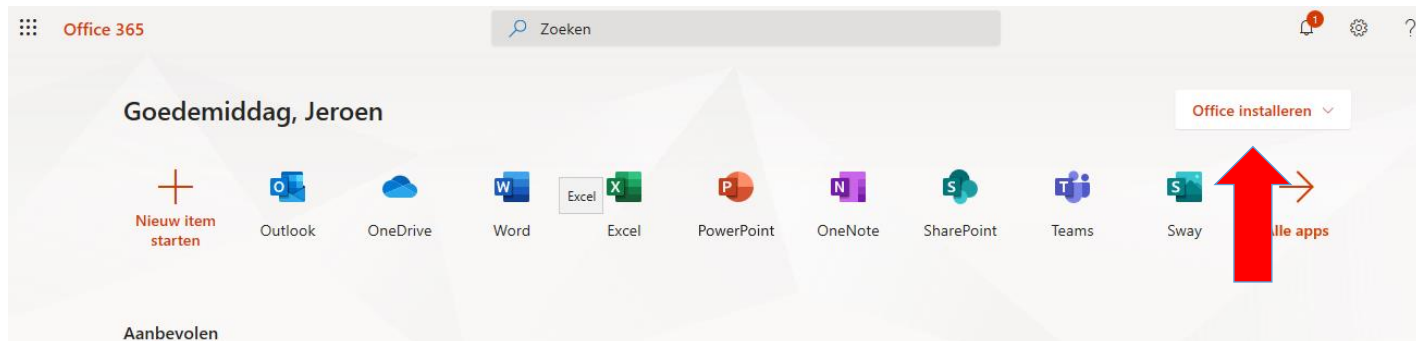 Office 365
Zoeken
1
?
Goedemiddag, Jeroen
Office installeren
Nieuw item
starten
O
Outlook
OneDrive
W
Word
Excel
X
Excel
P
PowerPoint
N
OneNote
S
SharePoint
T
Teams
S
Sway
lle apps
Aanbevolen